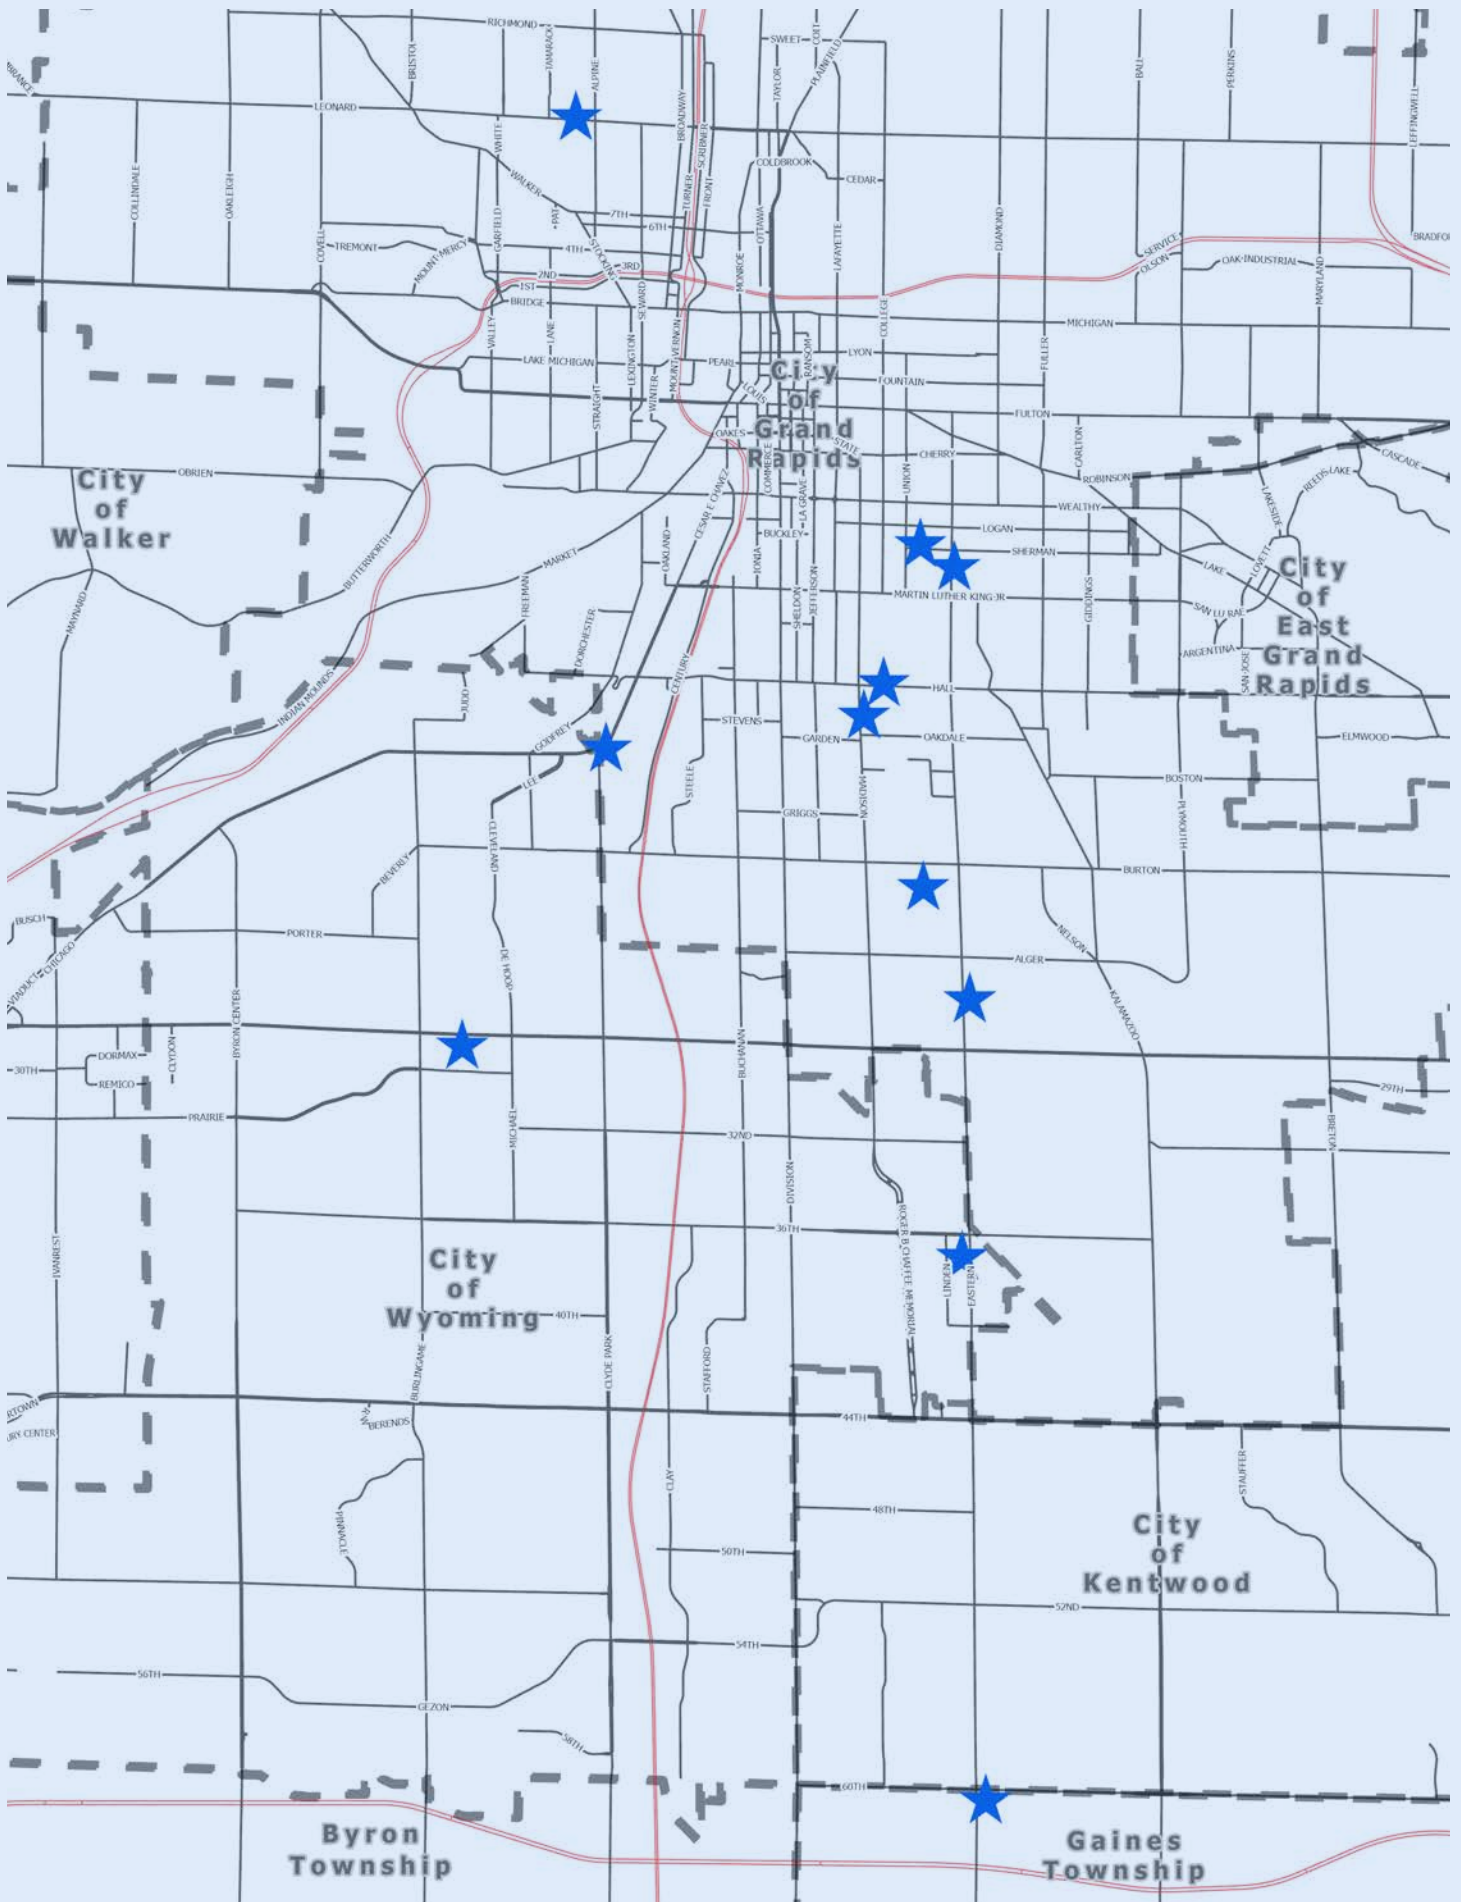 RICHMOND
BRISTOL
TAMARACK
ALPINE
SWEET
COIT
PLAINFIELD
TAYLOR
BALL
PERKINS
LEFFINGWELL
LEONARD
BROADWAY
SCRIBNER
WHITE
COLLINDALE
OAKLEIGH
WALKER
COLDBROOK
CEDAR
TURNER
FRONT
PAT
7TH
6TH
OTTAWA
LAFAYETTE
DIAMOND
COVELL
TREMONT
MOUNT MERCY
GARFIELD
4TH
STOCKING
3RD
2ND
1ST
BRIDGE
MONROE
SERVICE
OLSON
OAK INDUSTRIAL
MARYLAND
SEWARD
COLLEGE
MICHIGAN
VALLEY
LANE
LAKE MICHIGAN
LEXINGTON
WINTER
MOUNT VERNON
PEARL
LOUIS
RANSOM
LYON
FULLER
FOUNTAIN
STRAIGHT
City
of
Grand
Rapids
FULTON
OAKES
COMMERCE
STATE
CHERRY
UNION
CARLTON
ROBINSON
CASCADE
REEDS LAKE
LAKESIDE
OBRIEN
City
of
Walker
CESAR E CHAVEZ
LA GRAVE
WEALTHY
LOGAN
BUCKLEY
SHERMAN
BUTTERWORTH
MARKET
OAKLAND
IONIA
LAKE
LOVETT
City
of
East
Grand
Rapids
MAYNARD
FREEMAN
DORCHESTER
SHELDON
JEFFERSON
MARTIN LUTHER KING JR
GIDDINGS
SAN LU RAE
ARGENTINA
SAN JOSE
INDIAN MOUNDS
JUDD
CENTURY
HALL
STEVENS
GODFREY
GARDEN
OAKDALE
ELMWOOD
LEE
STEELE
MADISON
BOSTON
GRIGGS
PLYMOUTH
CLEVELAND
BEVERLY
BURTON
BUSCH
CHICAGO
VIADUCT
PORTER
DE HOOP
NELSON
ALGER
KALAMAZOO
BYRON CENTER
CLYDON
DORMAX
30TH
REMICO
BUCHANAN
29TH
PRAIRIE
MICHAEL
32ND
BRETON
DIVISION
ROGER B CHAFFEE MEMORIAL
36TH
IVANREST
City
of
Wyoming
LINDEN
EASTERN
40TH
BURLINGAME
CLYDE PARK
STAFFORD
BERENDS
44TH
STAUFFER
CLAY
PINNACLE
48TH
City
of
Kentwood
50TH
52ND
54TH
56TH
GEZON
58TH
60TH
Byron
Township
Gaines
Township